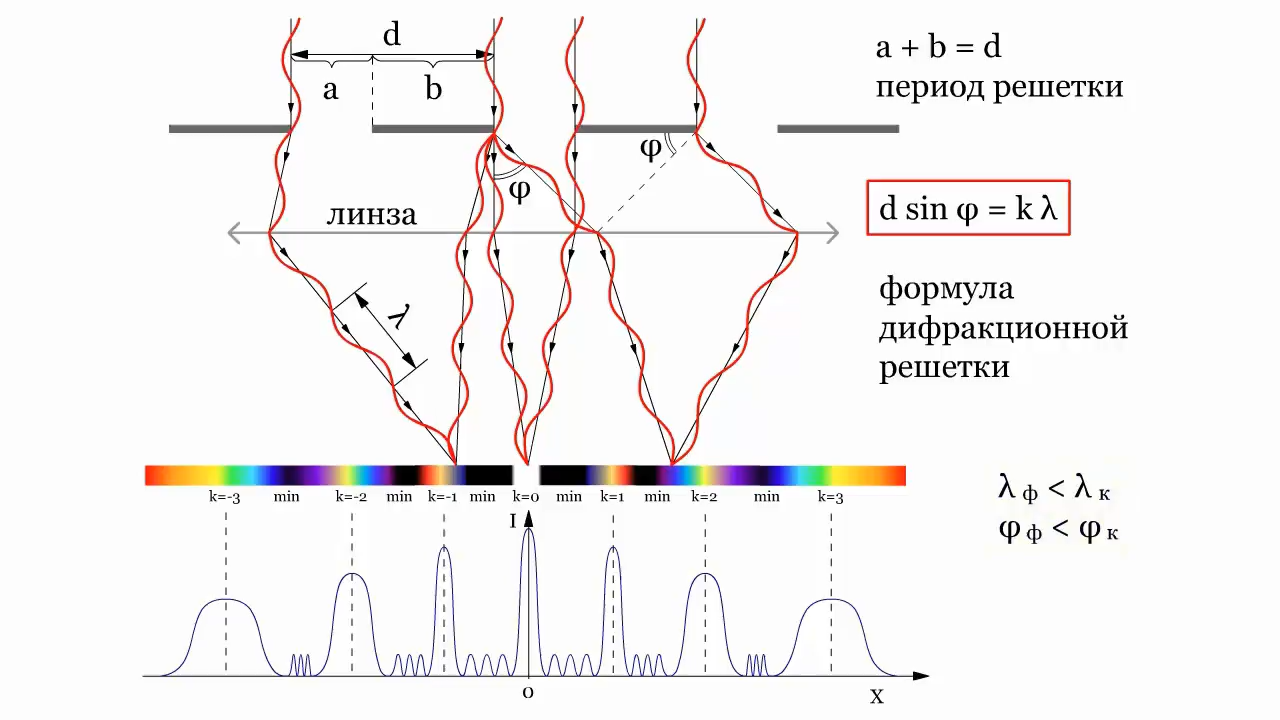 d
a b
a + b = d
период решетки
φ
φ
линза
d sin φ = k λ
λ
формула
дифракционной
решетки
k=-3 min k=-2 min k=-1 min k=0 min k=1 min k=2 min k=3
λ ф < λ к
φ ф < φ к
I
0
X